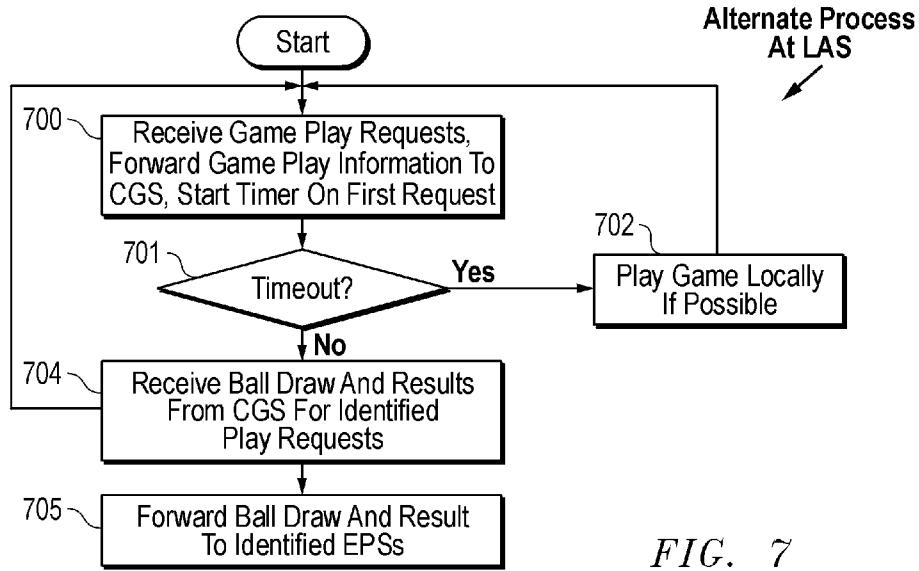 Alternate Process
At LAS
Start
700
Receive Game Play Requests,
Forward Game Play Information To
CGS, Start Timer On First Request
701
Timeout?
Yes
702
Play Game Locally
If Possible
No
704
Receive Ball Draw And Results
From CGS For Identified
Play Requests
705
Forward Ball Draw And Result
To Identified EPSs
FIG. 7